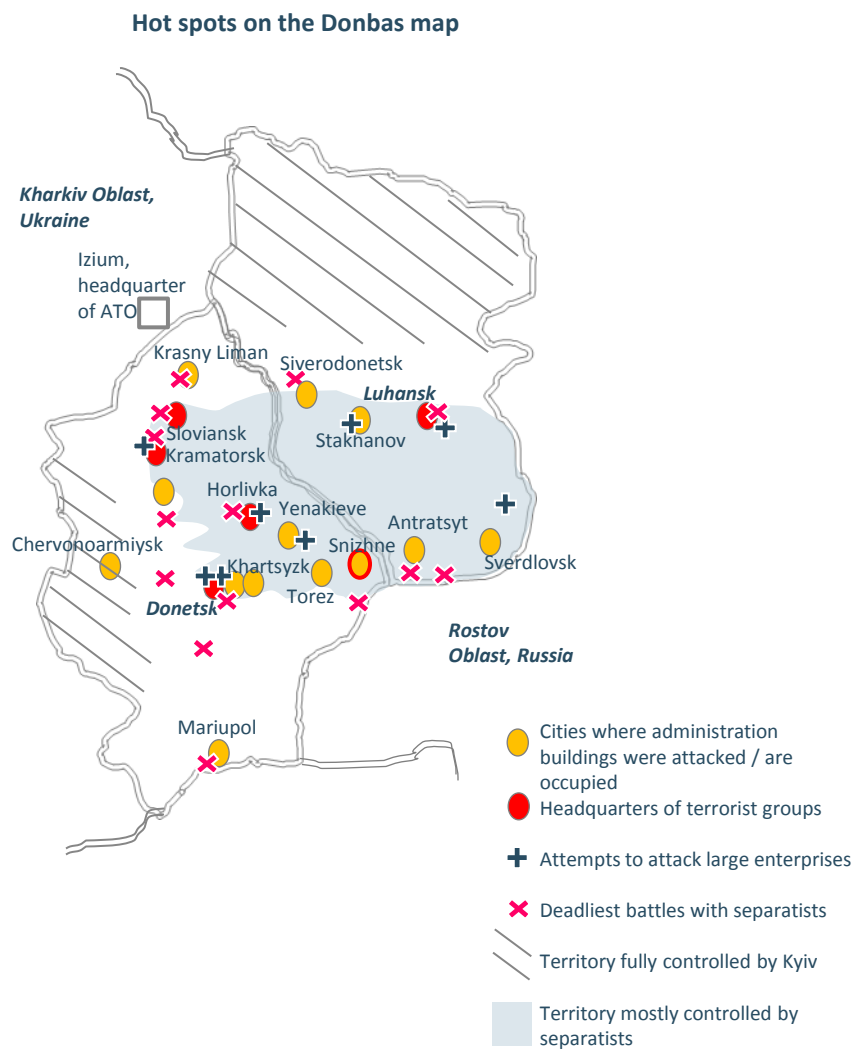 Hot spots on the Donbas map
Kharkiv Oblast,
Ukraine
Izium,
headquarter
of ATO
Krasny Liman
Siverodonetsk
Luhansk
Stakhanov
Sloviansk
Kramatorsk
Horlivka
Yenakieve
Antratsyt
Snizhne
Chervonoarmiysk
Sverdlovsk
Khartsyzk
Torez
Donetsk
Rostov
Oblast, Russia
Mariupol
Cities where administration
buildings were attacked / are
occupied
Headquarters of terrorist groups
Attempts to attack large enterprises
Deadliest battles with separatists
Territory fully controlled by Kyiv
Territory mostly controlled by
separatists